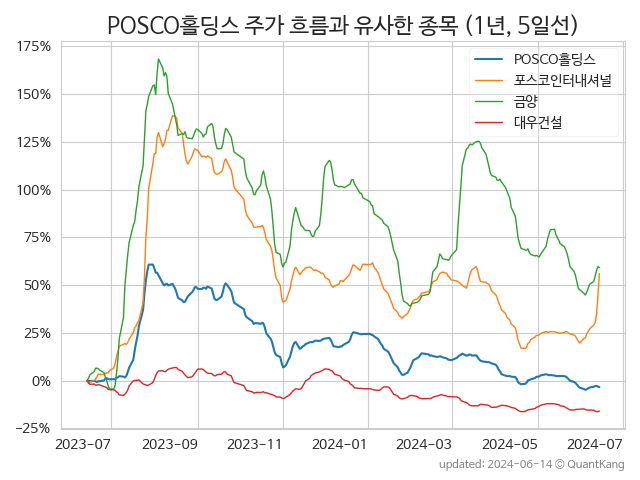 POSCO홀딩스 주가 흐름과 유사한 종목 (1년, 5일선)
175%
150%
125%
100%
75%
50%
25%
0%
−25%
POSCO홀딩스
포스코인터내셔널
금양
대우건설
2023-07
2023-09
2023-11
2024-01
2024-03
2024-05
2024-07
updated: 2024-06-14 © QuantKang